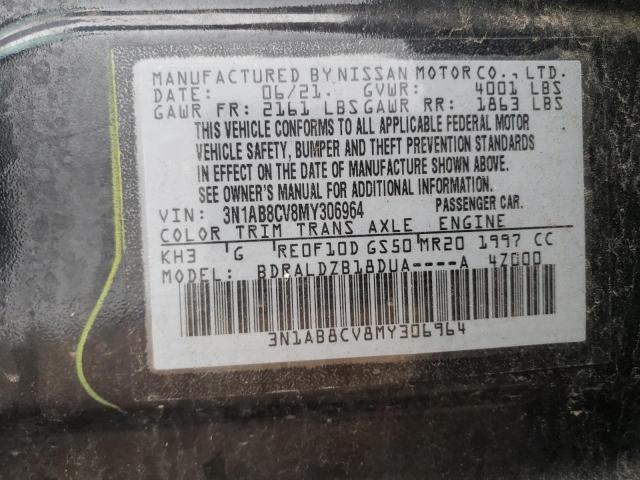 MANUFACTURED BY NISSAN MOTOR CO., LTD.
DATE: 06/21. GVWR: 4001 LBS
GAWR FR: 2161 LBS GAWR RR: 1863 LBS
THIS VEHICLE CONFORMS TO ALL APPLICABLE FEDERAL MOTOR
VEHICLE SAFETY, BUMPER AND THEFT PREVENTION STANDARDS
IN EFFECT ON THE DATE OF MANUFACTURE SHOWN ABOVE.
SEE OWNER'S MANUAL FOR ADDITIONAL INFORMATION.
VIN: 3N1AB8CV8MY306964 PASSENGER CAR.
COLOR TRIM TRANS AXLE ENGINE
KH3 G RE0F10D GS50 MR20 1997 CC
MODEL: BDRALDZB18DUA----A 4Z000
3N1AB8CV8MY306964